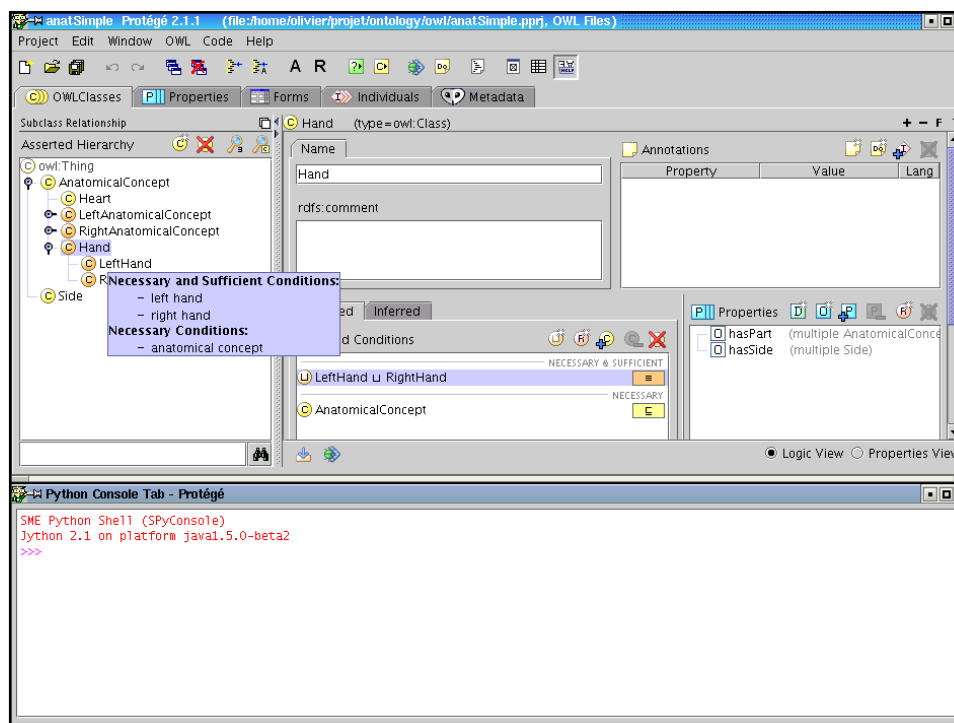 anatSimple Protégé 2.1.1 (file:/home/olivier/projet/ontology/owl/anatSimple.pprj, OWL Files)
Project Edit Window OWL Code Help
A R
OWLClasses Properties Forms Individuals Metadata
Subclass Relationship
Asserted Hierarchy
owl:Thing
AnatomicalConcept
Heart
LeftAnatomicalConcept
RightAnatomicalConcept
Hand
LeftHand
R
Side
Necessary and Sufficient Conditions:
– left hand
– right hand
Necessary Conditions:
– anatomical concept
Hand (type=owl:Class)
+ – F
Name
Hand
rdfs:comment
Annotations
Property Value Lang
ed Inferred
d Conditions
NECESSARY & SUFFICIENT
LeftHand ⊔ RightHand
NECESSARY
AnatomicalConcept
Properties
hasPart (multiple AnatomicalConce
hasSide (multiple Side)
Logic View Properties View
Python Console Tab - Protégé
SME Python Shell (SPyConsole)
Jython 2.1 on platform java1.5.0-beta2
>>>